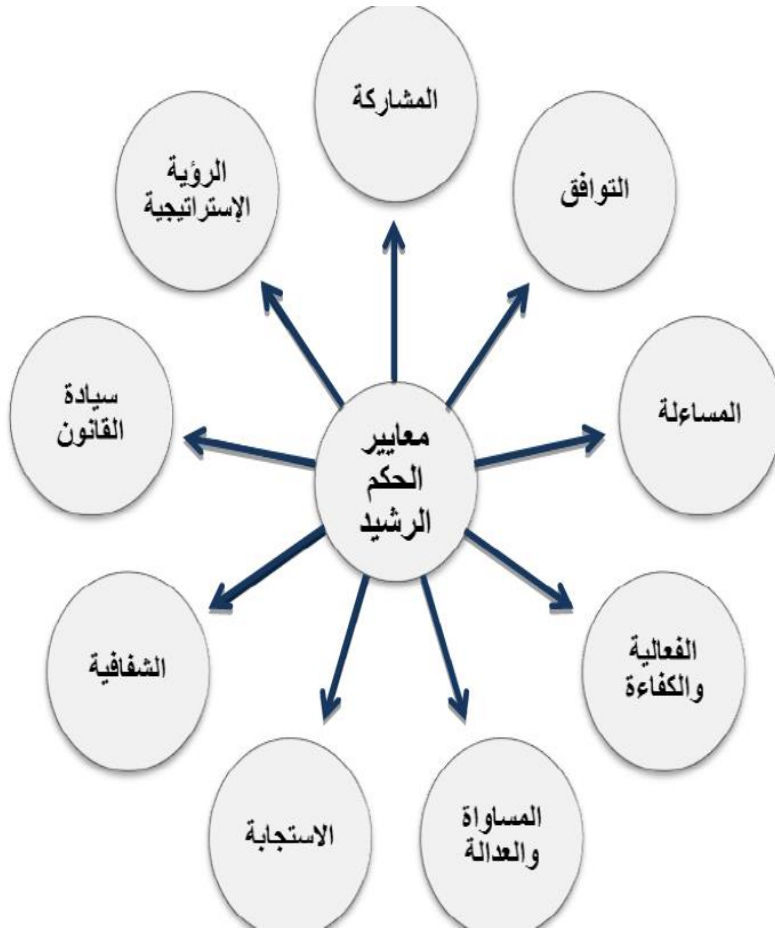 المشاركة
التوافق
المساءلة
الفعالية
والكفاءة
المساواة
والعدالة
الاستجابة
الشفافية
سيادة
القانون
الرؤية
الإستراتيجية
معايير
الحكم
الرشيد